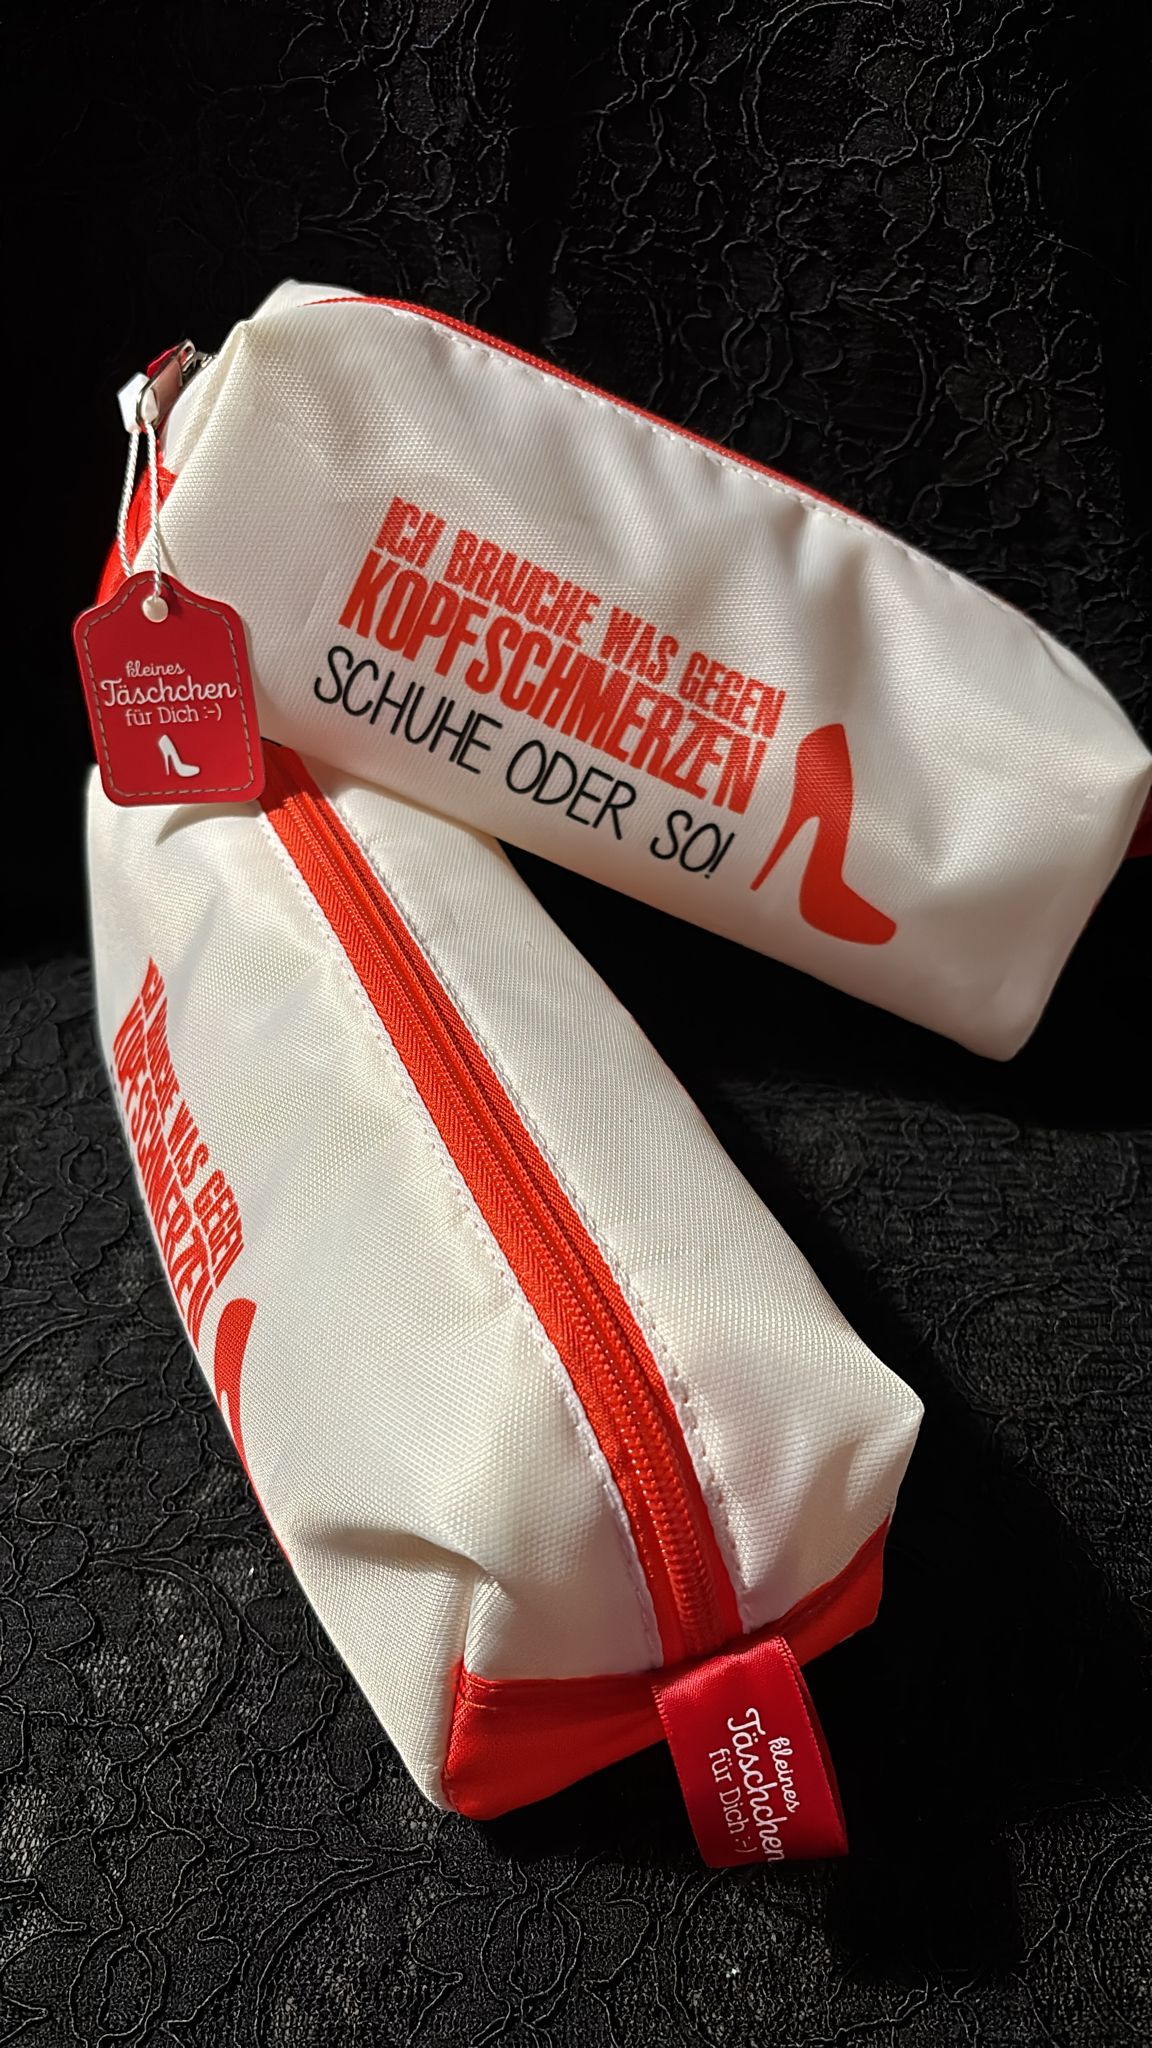 ICH BRAUCHE WAS GEGEN
KOPFSCHMERZEN
SCHUHE ODER SO!
kleines
Täschchen
für Dich :-)
ICH BRAUCHE WAS GEGEN
KOPFSCHMERZEN
kleines
Täschchen
für Dich :-)